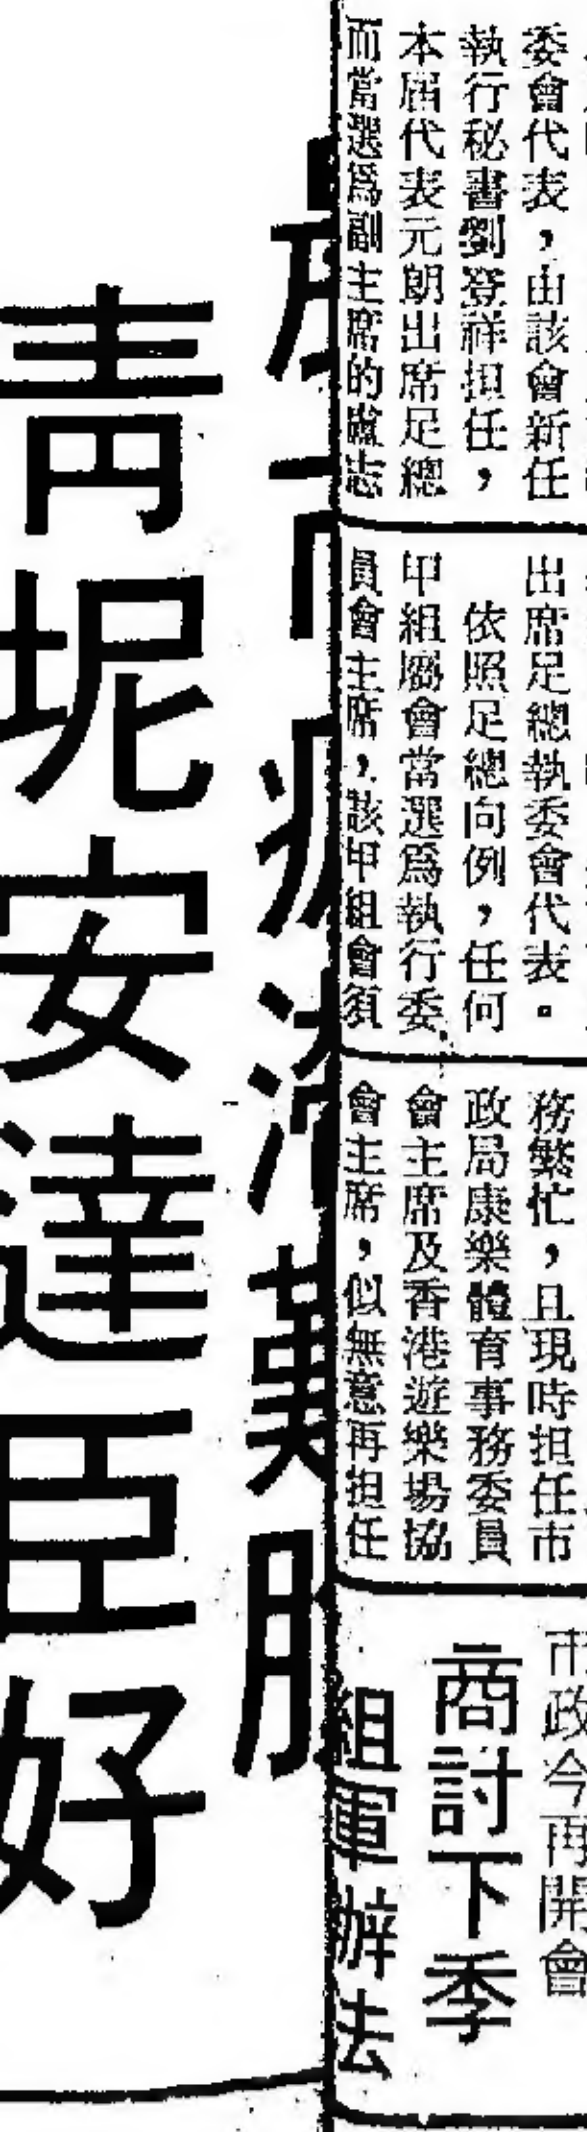 委會代表，由該會新任
執行秘書劉登祥担任，
本屆代表元朗出席足總
而當選爲副主席的盧志
出席足總執委會代表。
依照足總向例，任何
甲組屬會當選爲執行委
員會主席，該甲組會須
務繁忙，且現時担任市
政局康樂體育事務委員
會主席及香港遊樂場協
會主席，似無意再担任
市政今再開會
商討下季
組軍辦法
青坭安達臣好